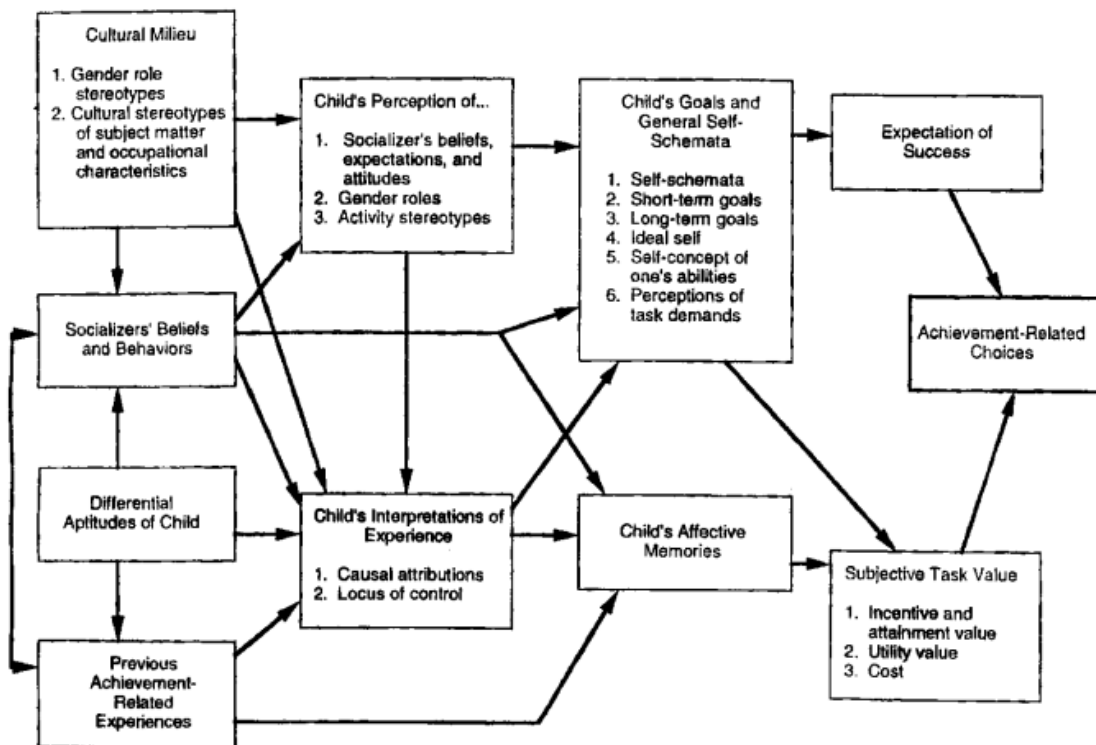 Cultural Milieu
1. Gender role
stereotypes
2. Cultural stereotypes
of subject matter
and occupational
characteristics
Child's Perception of...
1. Socializer's beliefs,
expectations, and
attitudes
2. Gender roles
3. Activity stereotypes
Child's Goals and
General Self-
Schemata
1. Self-schemata
2. Short-term goals
3. Long-term goals
4. Ideal self
5. Self-concept of
one's abilities
6. Perceptions of
task demands
Expectation of
Success
Socializers' Beliefs
and Behaviors
Achievement-Related
Choices
Differential
Aptitudes of Child
Child's Interpretations of
Experience
1. Causal attributions
2. Locus of control
Child's Affective
Memories
Subjective Task Value
1. Incentive and
attainment value
2. Utility value
3. Cost
Previous
Achievement-
Related
Experiences